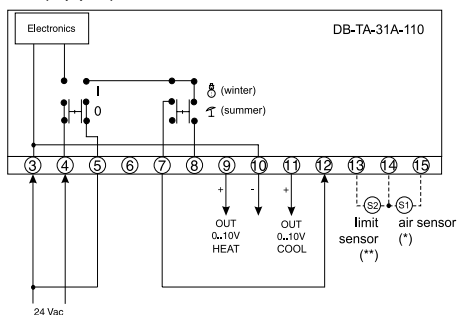 Electronics
DB-TA-31A-110
I
(winter)
0
(summer)
3 4 5 6 7 8 9 10 11 12 13 14 15
+ - +
S2 S1
OUT
0..10V
HEAT
OUT
0..10V
COOL
limit
sensor
(**)
air sensor
(*)
24 Vac